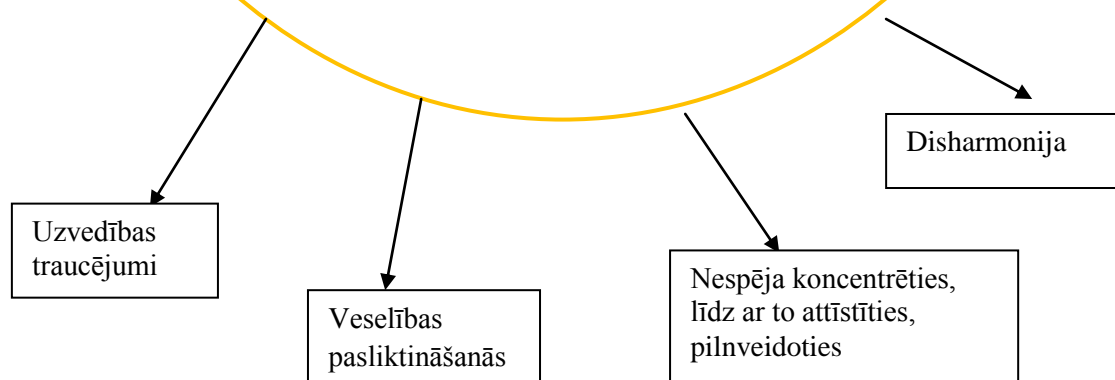 Uzvedības
traucējumi
Veselības
pasliktināšanās
Nespēja koncentrēties,
līdz ar to attīstīties,
pilnveidoties
Disharmonija